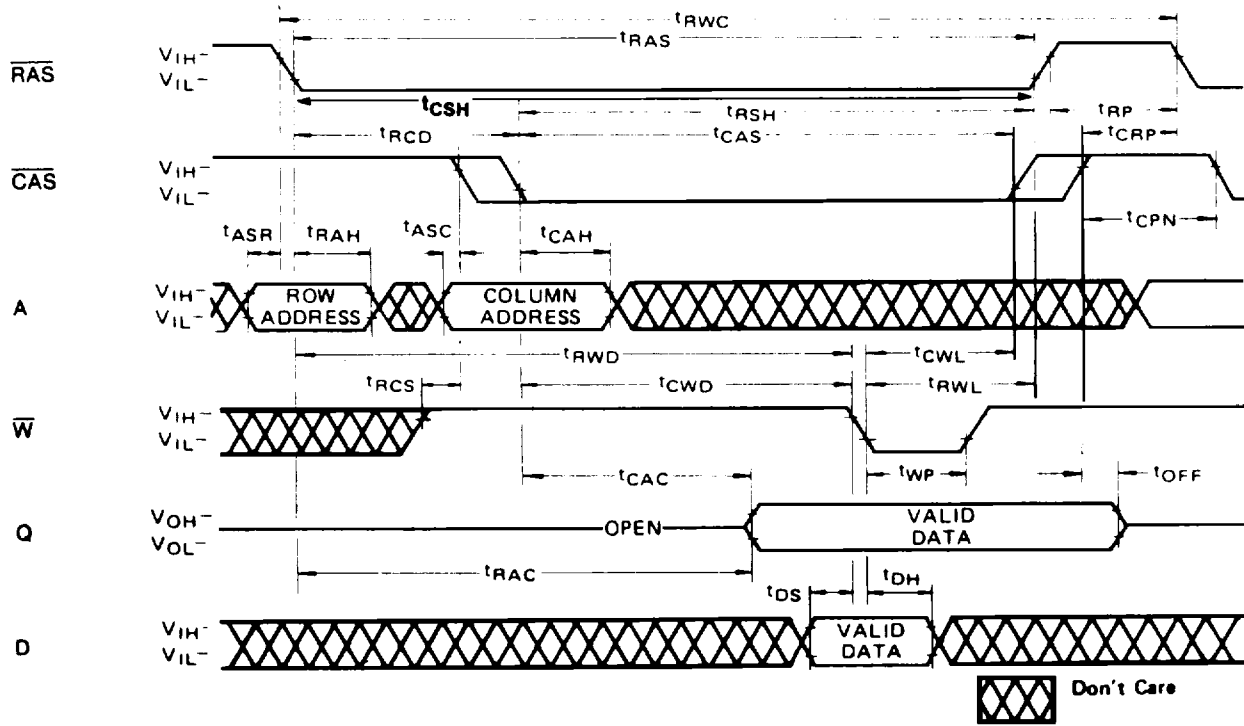 tRWC
tRAS
RAS
VIH-
VIL-
tCSH
tRSH
tRP
tRCD
tCAS
tCRP
CAS
VIH-
VIL-
tASR
tRAH
tASC
tCAH
tCPN
A
VIH-
VIL-
ROW
ADDRESS
COLUMN
ADDRESS
tRWD
tCWL
tRCS
tCWD
tRWL
W
VIH-
VIL-
tCAC
tWP
tOFF
Q
VOH-
VOL-
OPEN
VALID
DATA
tRAC
tDS
tDH
D
VIH-
VIL-
VALID
DATA
Don't Care